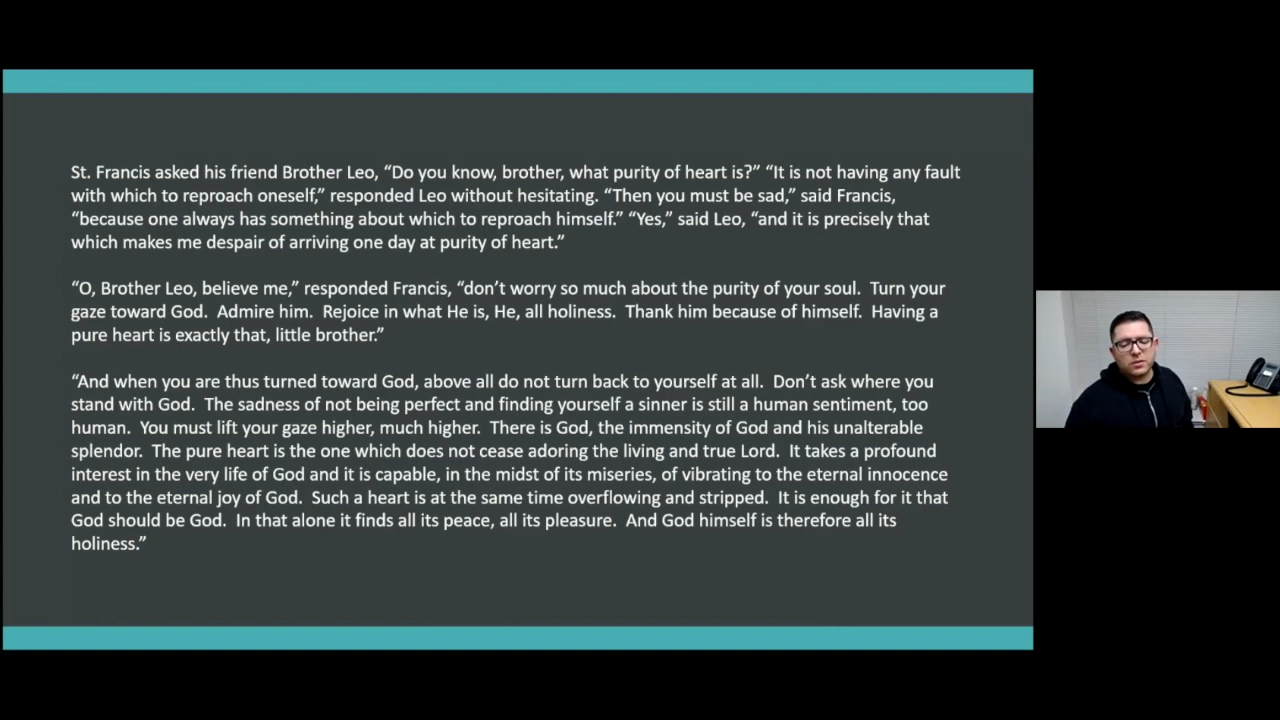 St. Francis asked his friend Brother Leo, “Do you know, brother, what purity of heart is?” “It is not having any fault
with which to reproach oneself,” responded Leo without hesitating. “Then you must be sad,” said Francis,
“because one always has something about which to reproach himself.” “Yes,” said Leo, “and it is precisely that
which makes me despair of arriving one day at purity of heart.”
“O, Brother Leo, believe me,” responded Francis, “don’t worry so much about the purity of your soul.  Turn your
gaze toward God.  Admire him.  Rejoice in what He is, He, all holiness.  Thank him because of himself.  Having a
pure heart is exactly that, little brother.”
“And when you are thus turned toward God, above all do not turn back to yourself at all.  Don’t ask where you
stand with God.  The sadness of not being perfect and finding yourself a sinner is still a human sentiment, too
human.  You must lift your gaze higher, much higher.  There is God, the immensity of God and his unalterable
splendor.  The pure heart is the one which does not cease adoring the living and true Lord.  It takes a profound
interest in the very life of God and it is capable, in the midst of its miseries, of vibrating to the eternal innocence
and to the eternal joy of God.  Such a heart is at the same time overflowing and stripped.  It is enough for it that
God should be God.  In that alone it finds all its peace, all its pleasure.  And God himself is therefore all its
holiness.”